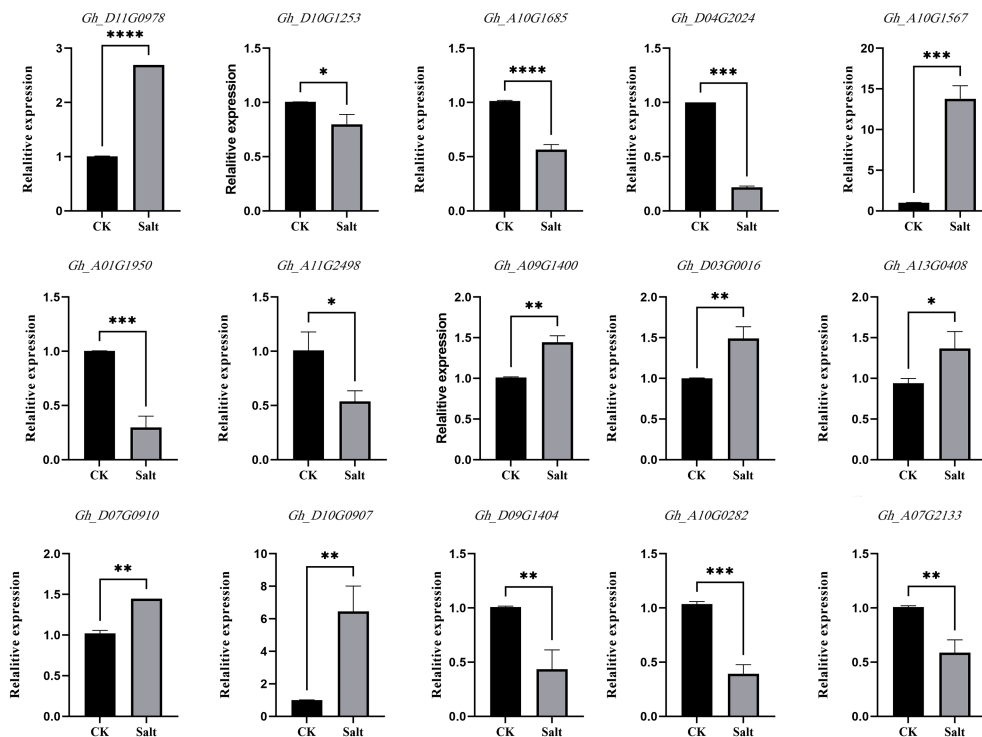 Gh_D11G0978
****
Relalitive expression
3
2
1
0
CK Salt
Gh_D10G1253
*
Relalitive expression
1.5
1.0
0.5
0.0
CK Salt
Gh_A10G1685
****
Relalitive expression
1.5
1.0
0.5
0.0
CK Salt
Gh_D04G2024
***
Relalitive expression
1.5
1.0
0.5
0.0
CK Salt
Gh_A10G1567
***
Relalitive expression
20
15
10
5
0
CK Salt
Gh_A01G1950
***
Relalitive expression
1.5
1.0
0.5
0.0
CK Salt
Gh_A11G2498
*
Relalitive expression
1.5
1.0
0.5
0.0
CK Salt
Gh_A09G1400
**
Relalitive expression
2.0
1.5
1.0
0.5
0.0
CK Salt
Gh_D03G0016
**
Relalitive expression
2.0
1.5
1.0
0.5
0.0
CK Salt
Gh_A13G0408
*
Relalitive expression
2.0
1.5
1.0
0.5
0.0
CK Salt
Gh_D07G0910
**
Relalitive expression
2.0
1.5
1.0
0.5
0.0
CK Salt
Gh_D10G0907
**
Relalitive expression
10
8
6
4
2
0
CK Salt
Gh_D09G1404
**
Relalitive expression
1.5
1.0
0.5
0.0
CK Salt
Gh_A10G0282
***
Relalitive expression
1.5
1.0
0.5
0.0
CK Salt
Gh_A07G2133
**
Relalitive expression
1.5
1.0
0.5
0.0
CK Salt